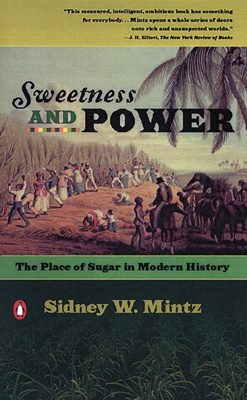 "This measured, intelligent, ambitious book has something
for everybody. . . Mintz opens a whole series of doors
onto rich and unsuspected worlds."
— J. H. Elliott, The New York Review of Books
Sweetness
AND POWER
The Place of Sugar in Modern History
Sidney W. Mintz